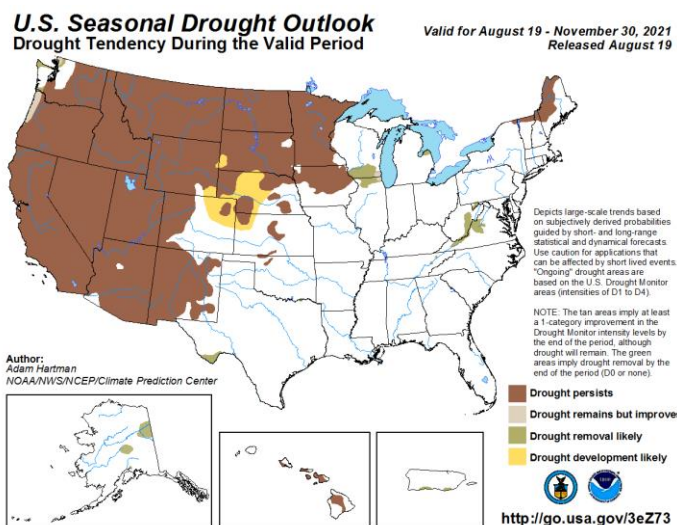 U.S. Seasonal Drought Outlook
Drought Tendency During the Valid Period
Valid for August 19 - November 30, 2021
Released August 19
Depicts large-scale trends based
on subjectively derived probabilities
guided by short- and long-range
statistical and dynamical forecasts.
Use caution for applications that
can be affected by short lived events.
"Ongoing" drought areas are
based on the U.S. Drought Monitor
areas (intensities of D1 to D4).
NOTE: The tan areas imply at least
a 1-category improvement in the
Drought Monitor intensity levels by
the end of the period, although
drought will remain. The green
areas imply drought removal by the
end of the period (D0 or none).
Author:
Adam Hartman
NOAA/NWS/NCEP/Climate Prediction Center
Drought persists
Drought remains but improves
Drought removal likely
Drought development likely
http://go.usa.gov/3eZ73